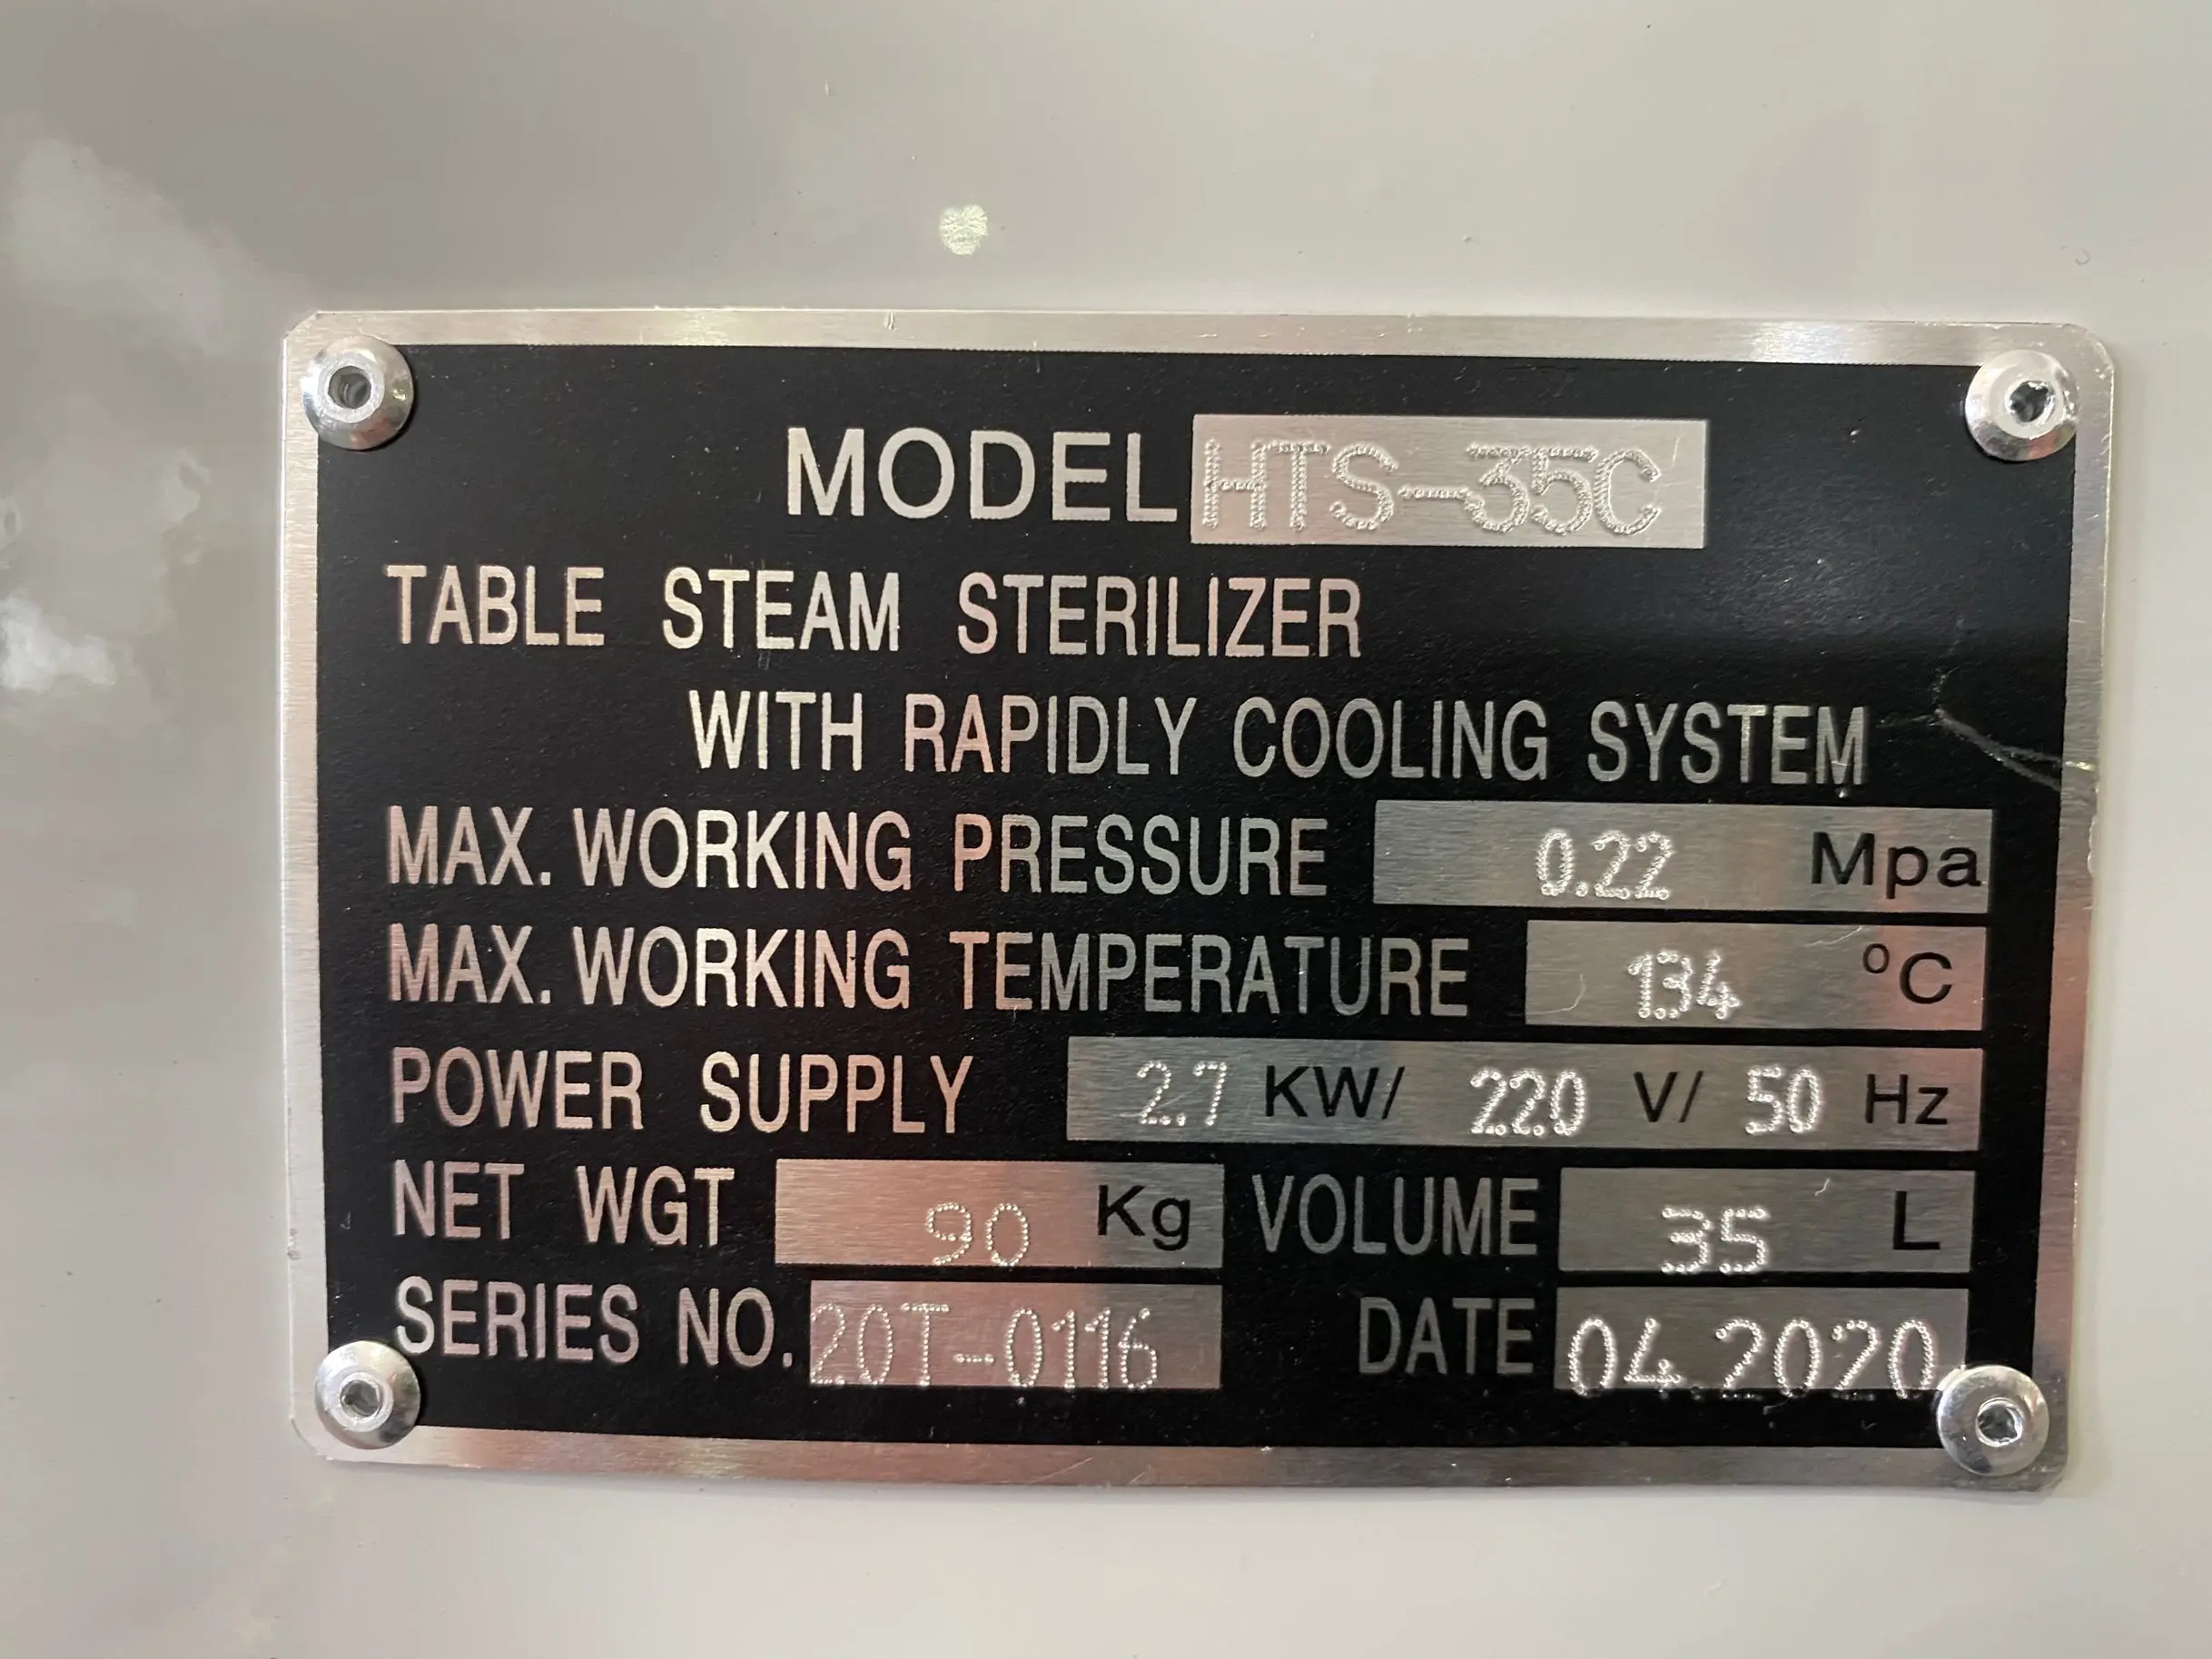 MODEL HTS-35C
TABLE STEAM STERILIZER
WITH RAPIDLY COOLING SYSTEM
MAX. WORKING PRESSURE 0.22 Mpa
MAX. WORKING TEMPERATURE 134 ºC
POWER SUPPLY 2.7 KW/ 220 V/ 50 Hz
NET WGT 90 Kg VOLUME 35 L
SERIES NO. 20T-0116 DATE 04.2020